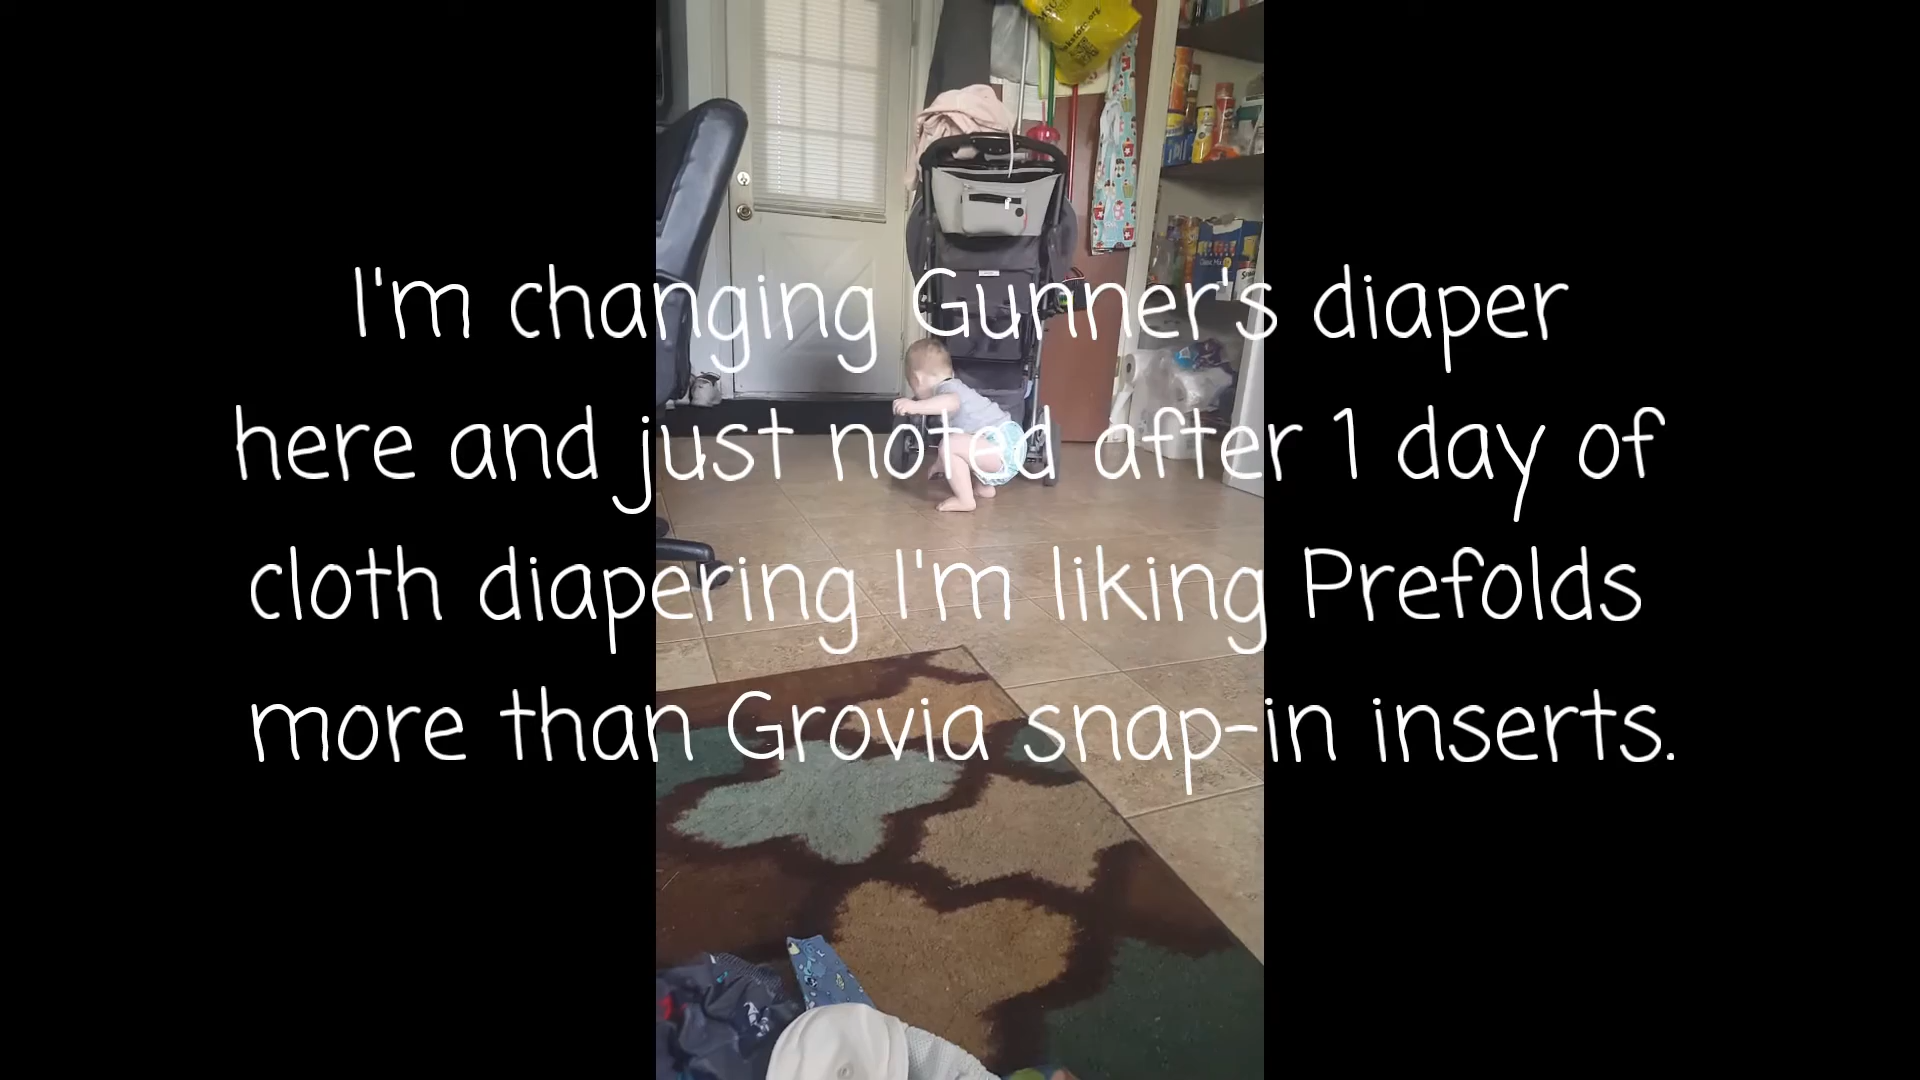 I'm changing Gunner's diaper
here and just noted after 1 day of
cloth diapering I'm liking Prefolds
more than Grovia snap-in inserts.